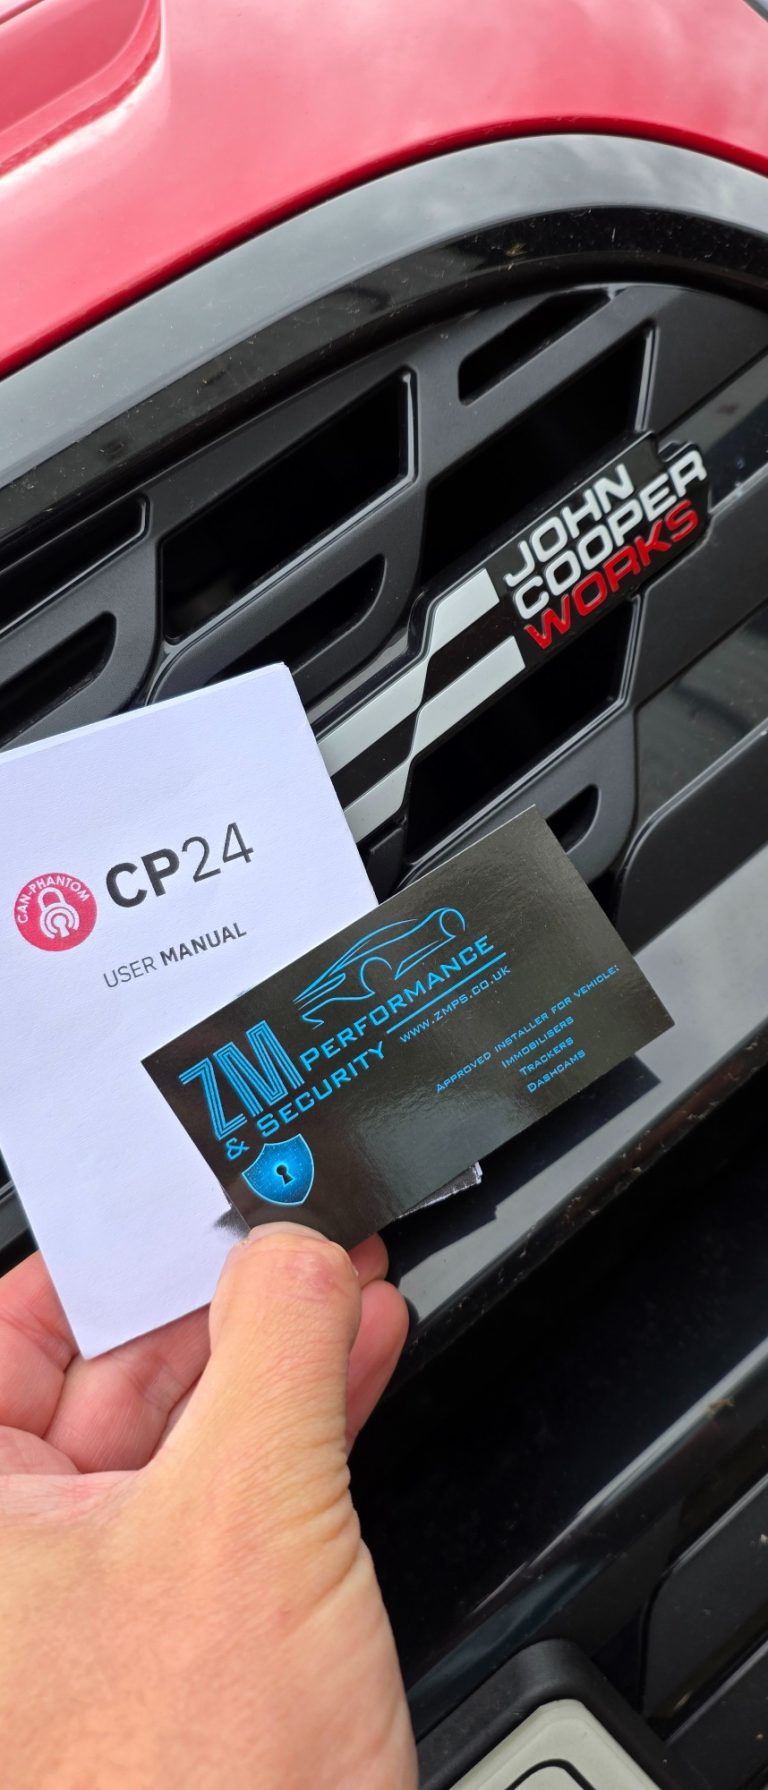 JOHN
COOPER
WORKS
CAN-PHANTOM
CP24
USER MANUAL
ZM PERFORMANCE
& SECURITY
www.ZMPS.CO.UK
APPROVED INSTALLER FOR VEHICLE:
IMMOBILISERS
TRACKERS
DASHCAMS